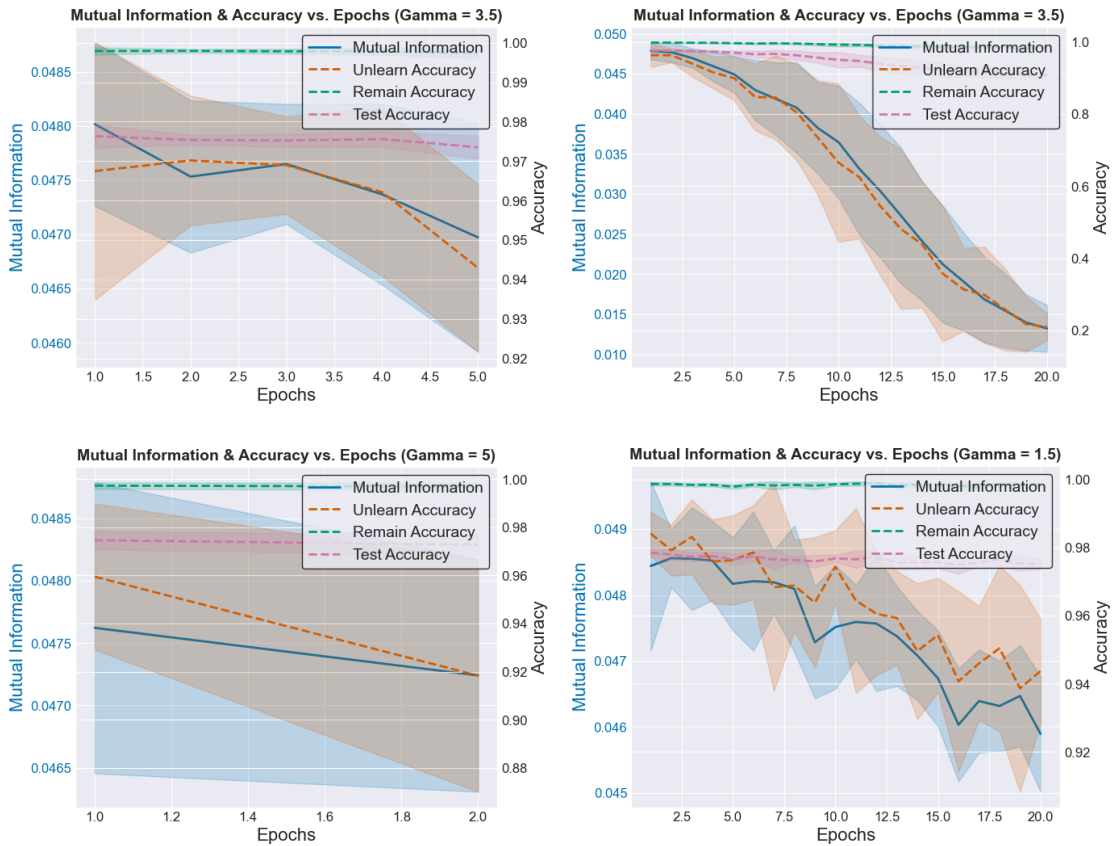 Mutual Information & Accuracy vs. Epochs (Gamma = 3.5)
Mutual Information
Unlearn Accuracy
Remain Accuracy
Test Accuracy
0.0485
0.0480
0.0475
0.0470
0.0465
0.0460
Mutual Information
1.00
0.99
0.98
0.97
0.96
0.95
0.94
0.93
0.92
Accuracy
1.0 1.5 2.0 2.5 3.0 3.5 4.0 4.5 5.0
Epochs
Mutual Information & Accuracy vs. Epochs (Gamma = 3.5)
Mutual Information
Unlearn Accuracy
Remain Accuracy
Test Accuracy
0.050
0.045
0.040
0.035
0.030
0.025
0.020
0.015
0.010
Mutual Information
1.0
0.8
0.6
0.4
0.2
Accuracy
2.5 5.0 7.5 10.0 12.5 15.0 17.5 20.0
Epochs
Mutual Information & Accuracy vs. Epochs (Gamma = 5)
Mutual Information
Unlearn Accuracy
Remain Accuracy
Test Accuracy
0.0485
0.0480
0.0475
0.0470
0.0465
Mutual Information
1.00
0.98
0.96
0.94
0.92
0.90
0.88
Accuracy
1.0 1.2 1.4 1.6 1.8 2.0
Epochs
Mutual Information & Accuracy vs. Epochs (Gamma = 1.5)
Mutual Information
Unlearn Accuracy
Remain Accuracy
Test Accuracy
0.049
0.048
0.047
0.046
0.045
Mutual Information
1.00
0.98
0.96
0.94
0.92
Accuracy
2.5 5.0 7.5 10.0 12.5 15.0 17.5 20.0
Epochs